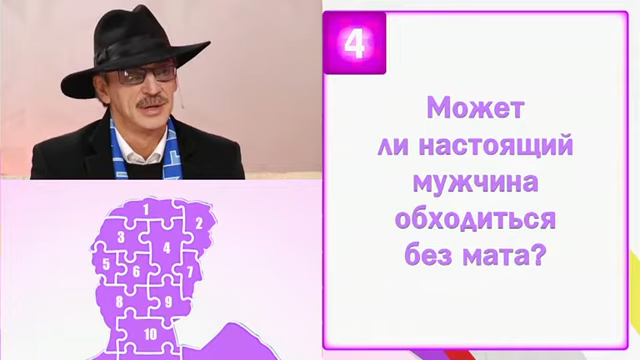 4
Может
ли настоящий
мужчина
обходиться
без мата?
1
2
3
4
5
6
7
8
9
10